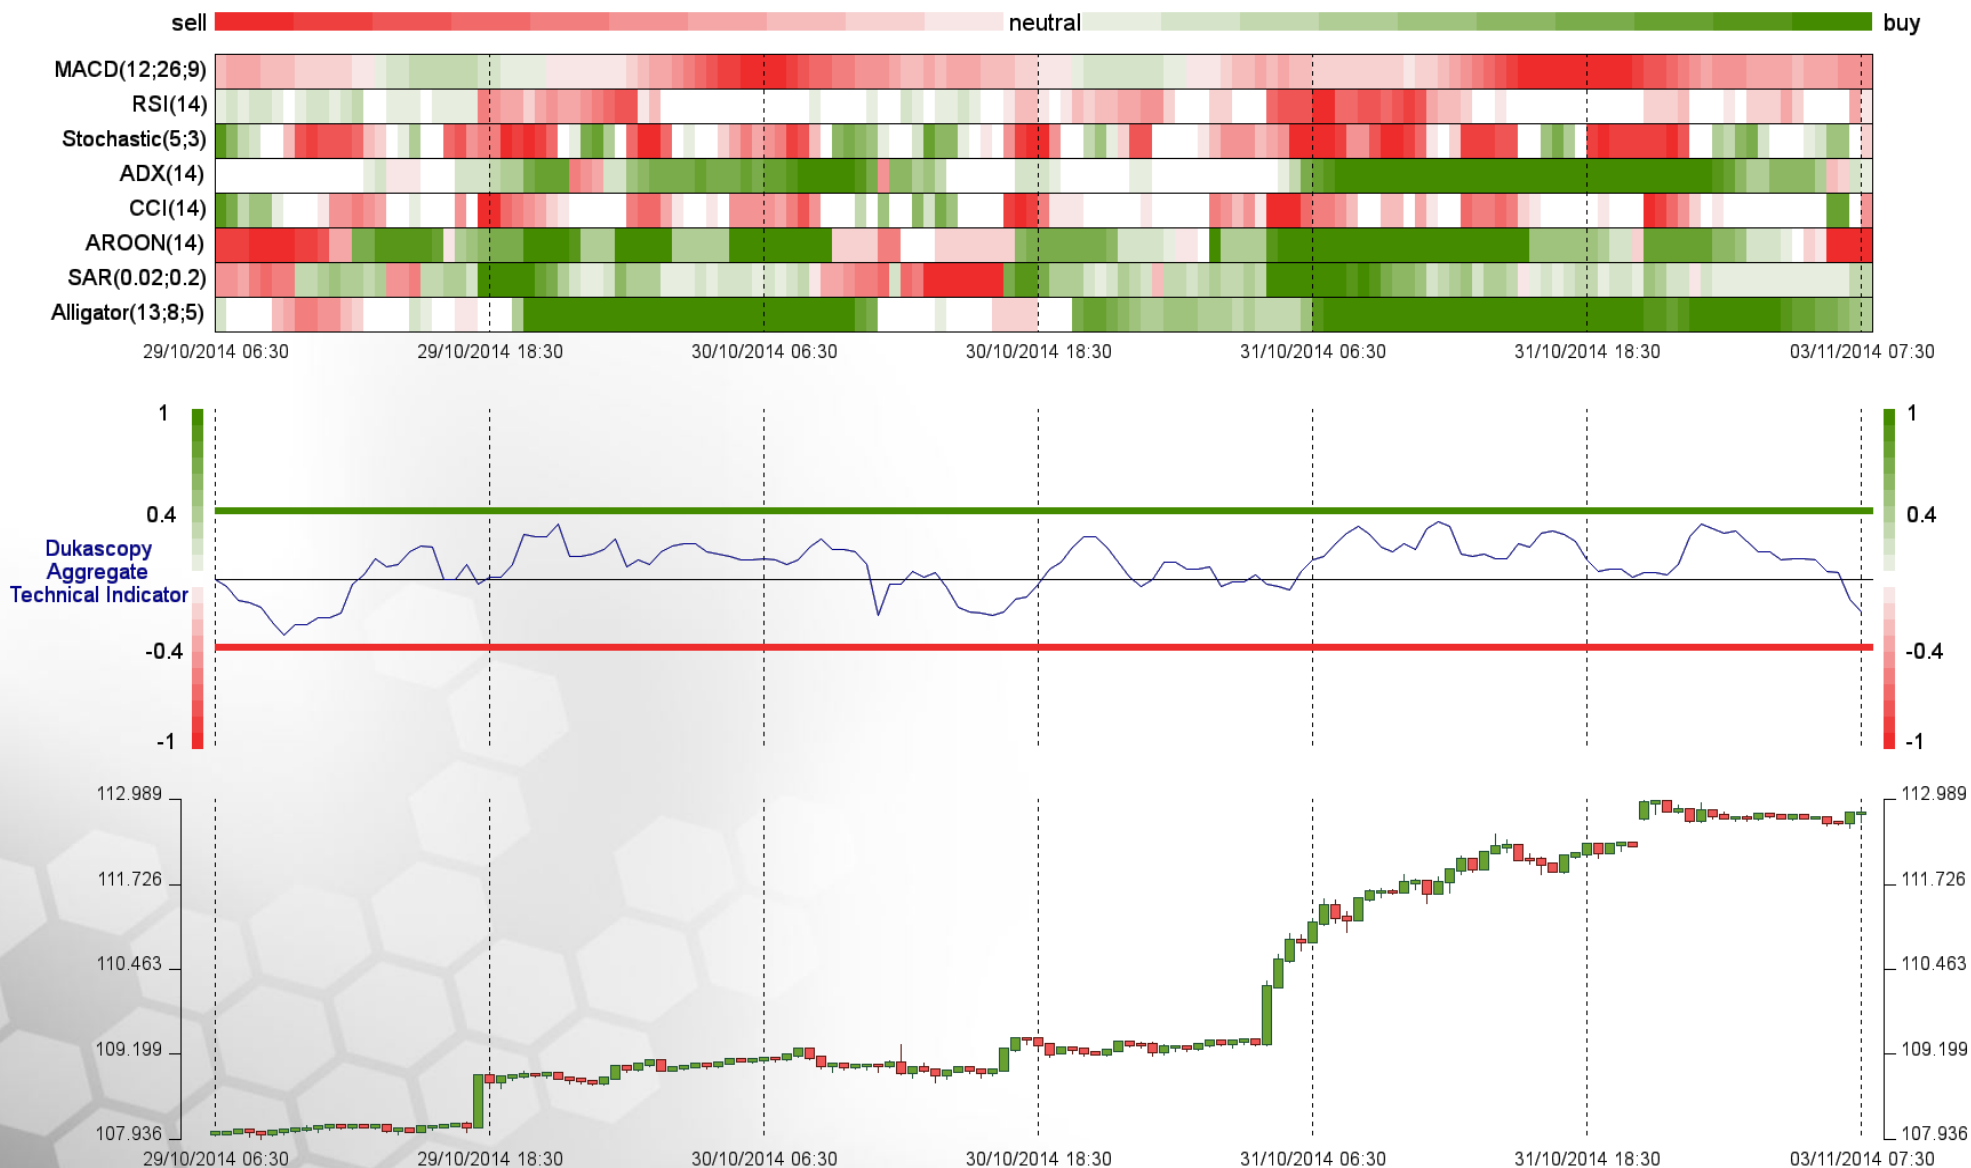 sell neutral buy
MACD(12;26;9)
RSI(14)
Stochastic(5;3)
ADX(14)
CCI(14)
AROON(14)
SAR(0.02;0.2)
Alligator(13;8;5)
29/10/2014 06:30 29/10/2014 18:30 30/10/2014 06:30 30/10/2014 18:30 31/10/2014 06:30 31/10/2014 18:30 03/11/2014 07:30
1 1
0.4 0.4
Dukascopy
Aggregate
Technical Indicator
-0.4 -0.4
-1 -1
112.989 112.989
111.726 111.726
110.463 110.463
109.199 109.199
107.936 107.936
29/10/2014 06:30 29/10/2014 18:30 30/10/2014 06:30 30/10/2014 18:30 31/10/2014 06:30 31/10/2014 18:30 03/11/2014 07:30